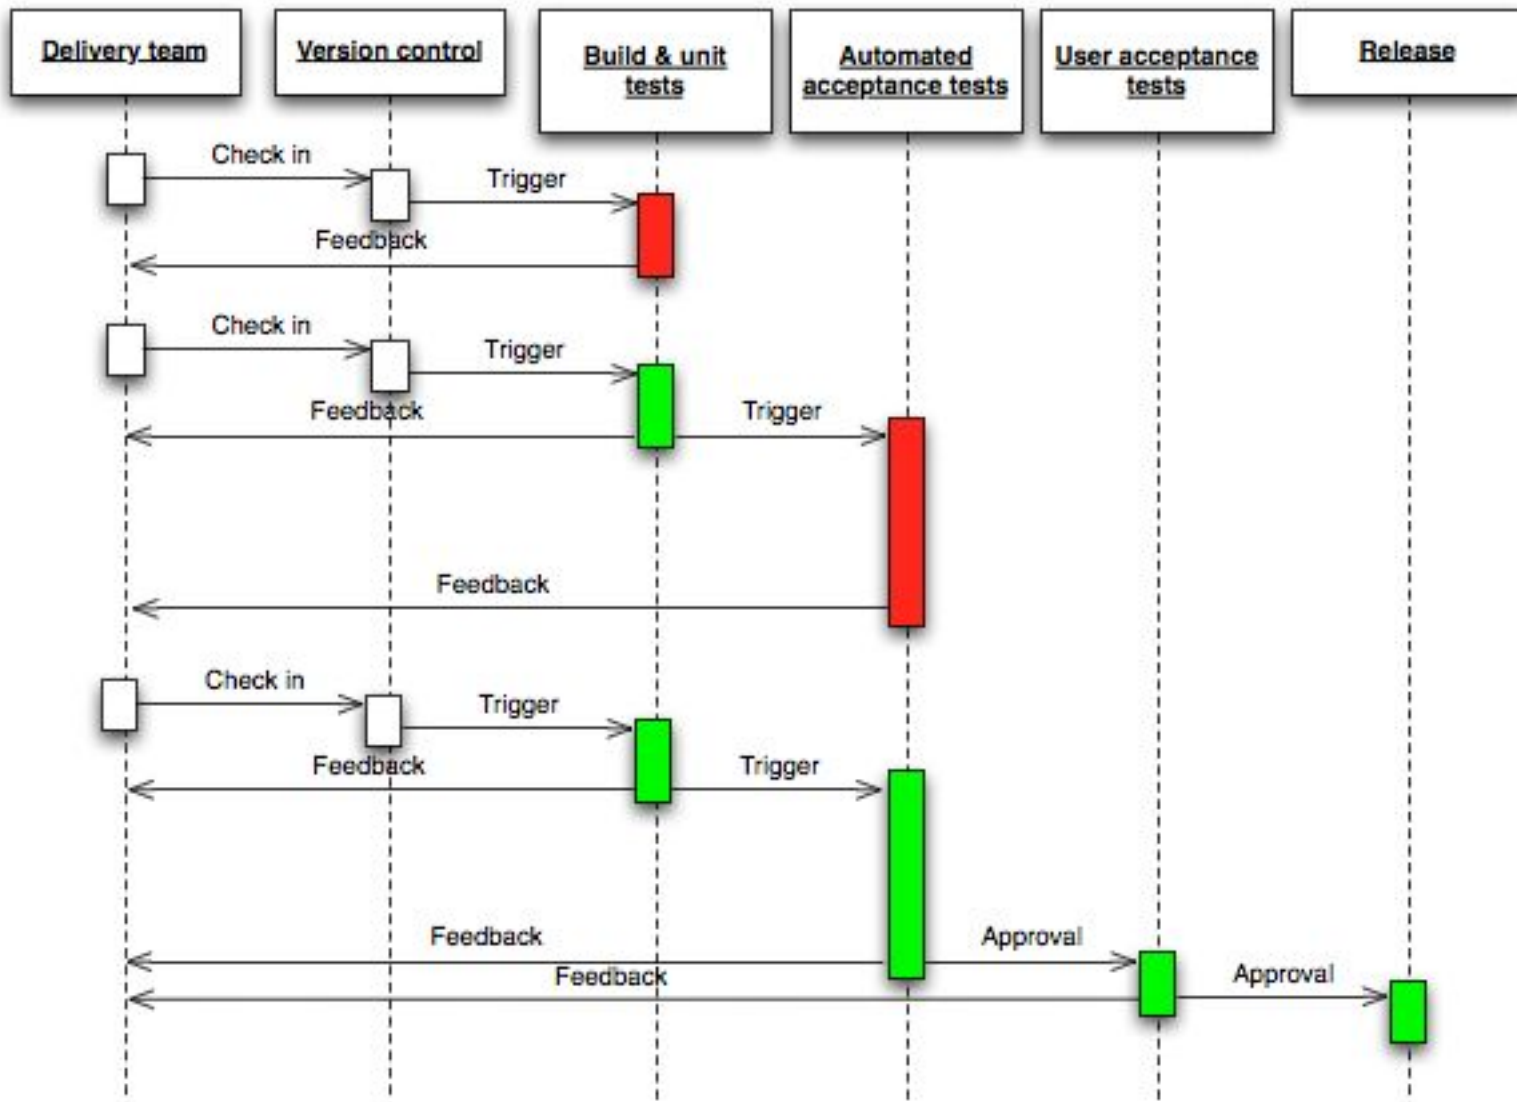 Delivery team
Version control
Build & unit
tests
Automated
acceptance tests
User acceptance
tests
Release
Check in
Trigger
Feedback
Check in
Trigger
Feedback
Trigger
Feedback
Check in
Trigger
Feedback
Trigger
Feedback
Approval
Feedback
Approval